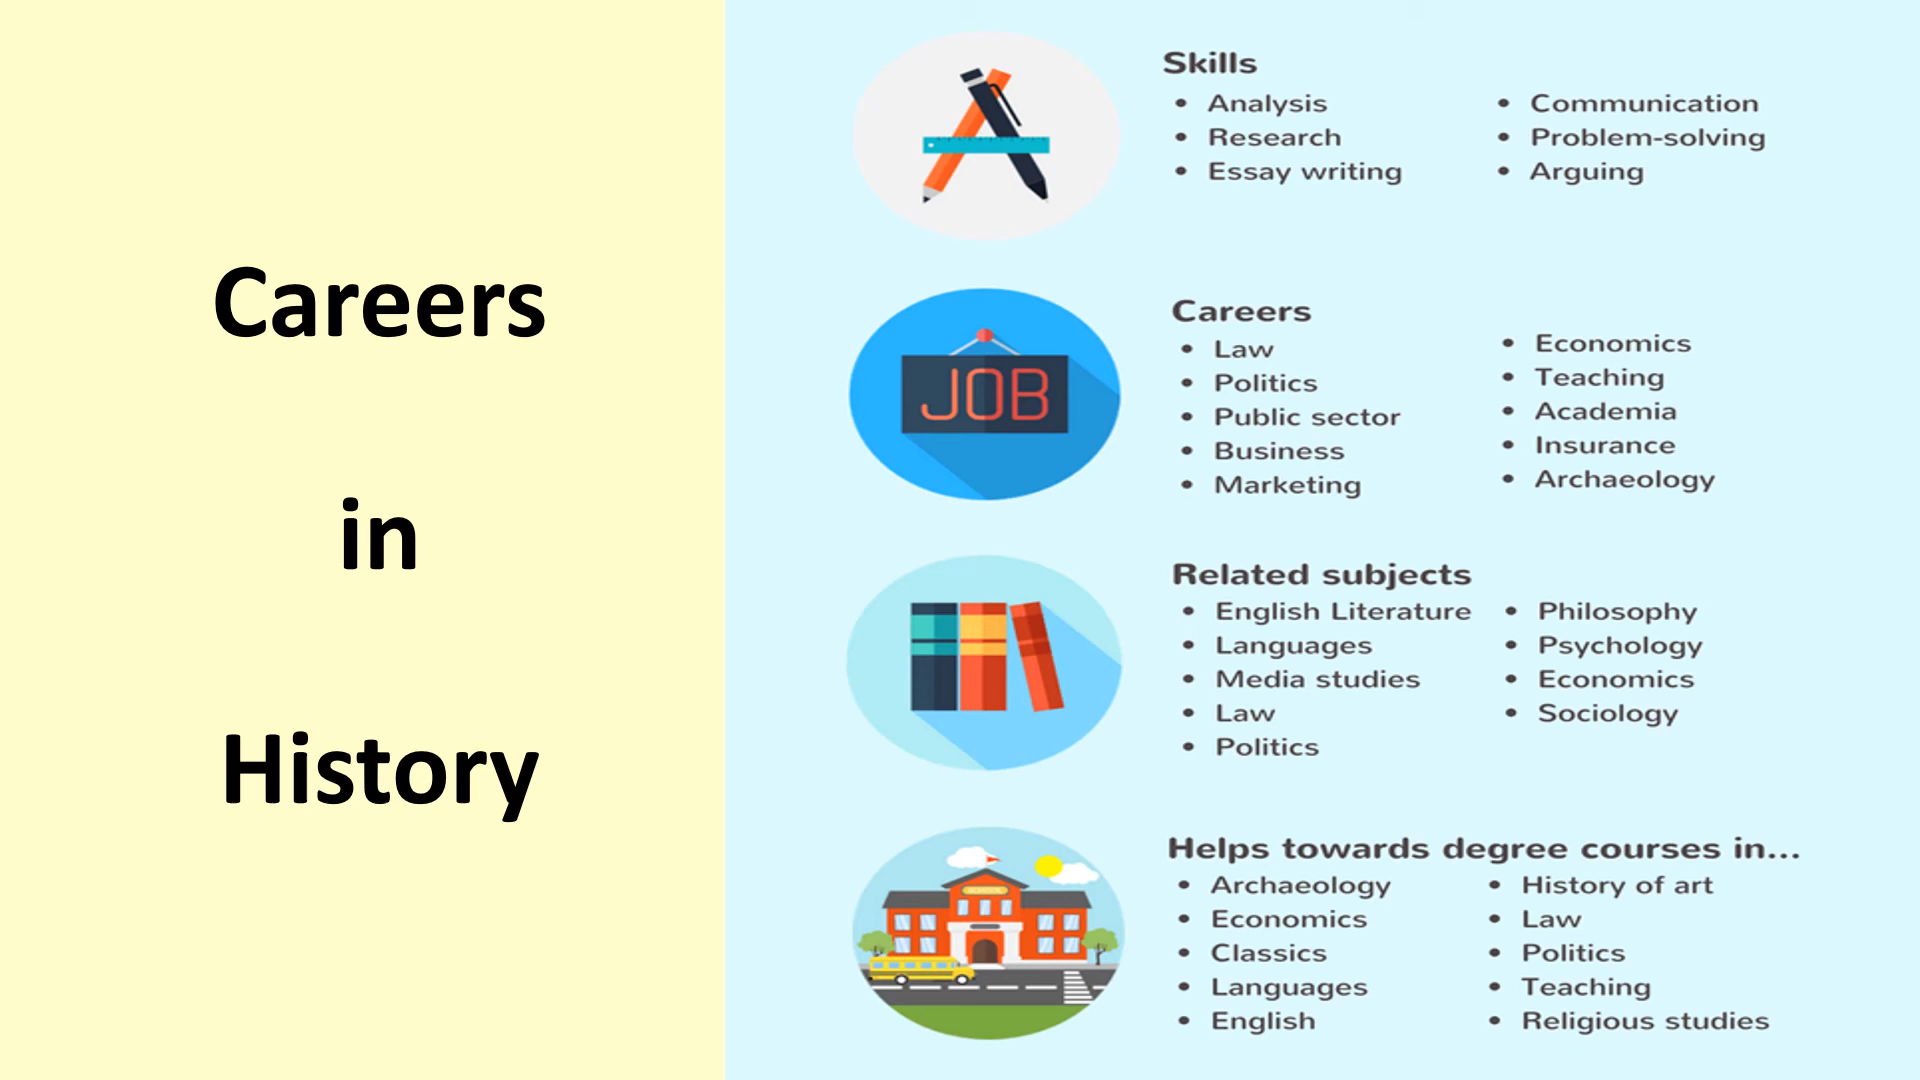 Careers
in
History
Skills
• Analysis
• Research
• Essay writing
• Communication
• Problem-solving
• Arguing
JOB
Careers
• Law
• Politics
• Public sector
• Business
• Marketing
• Economics
• Teaching
• Academia
• Insurance
• Archaeology
Related subjects
• English Literature
• Languages
• Media studies
• Law
• Politics
• Philosophy
• Psychology
• Economics
• Sociology
Helps towards degree courses in...
• Archaeology
• Economics
• Classics
• Languages
• English
• History of art
• Law
• Politics
• Teaching
• Religious studies